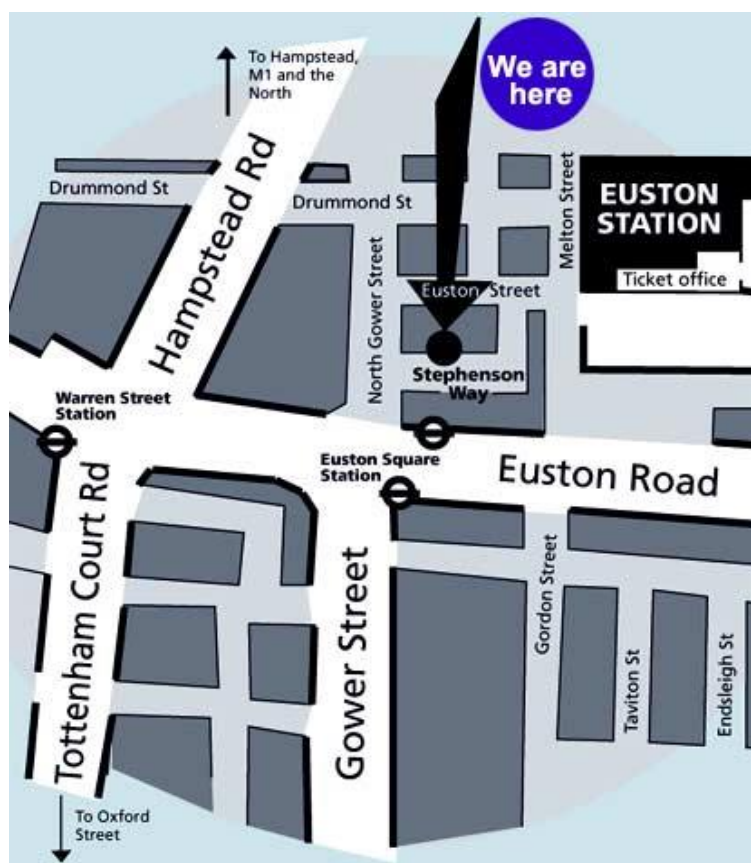 To Hampstead,
M1 and the
North
We are
here
Drummond St
Hampstead Rd
Drummond St
Melton Street
EUSTON
STATION
Ticket office
Euston Street
North Gower Street
Stephenson
Way
Warren Street
Station
Euston Square
Station
Euston Road
Tottenham Court Rd
Gower Street
Gordon Street
Taviton St
Endsleigh St
To Oxford
Street